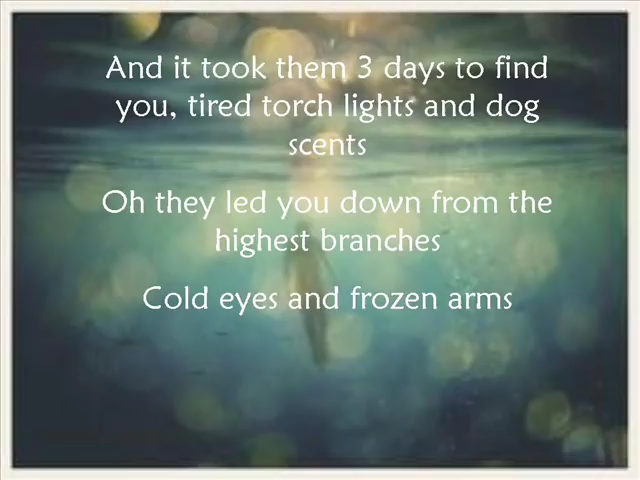 And it took them 3 days to find
you, tired torch lights and dog
scents
Oh they led you down from the
highest branches
Cold eyes and frozen arms